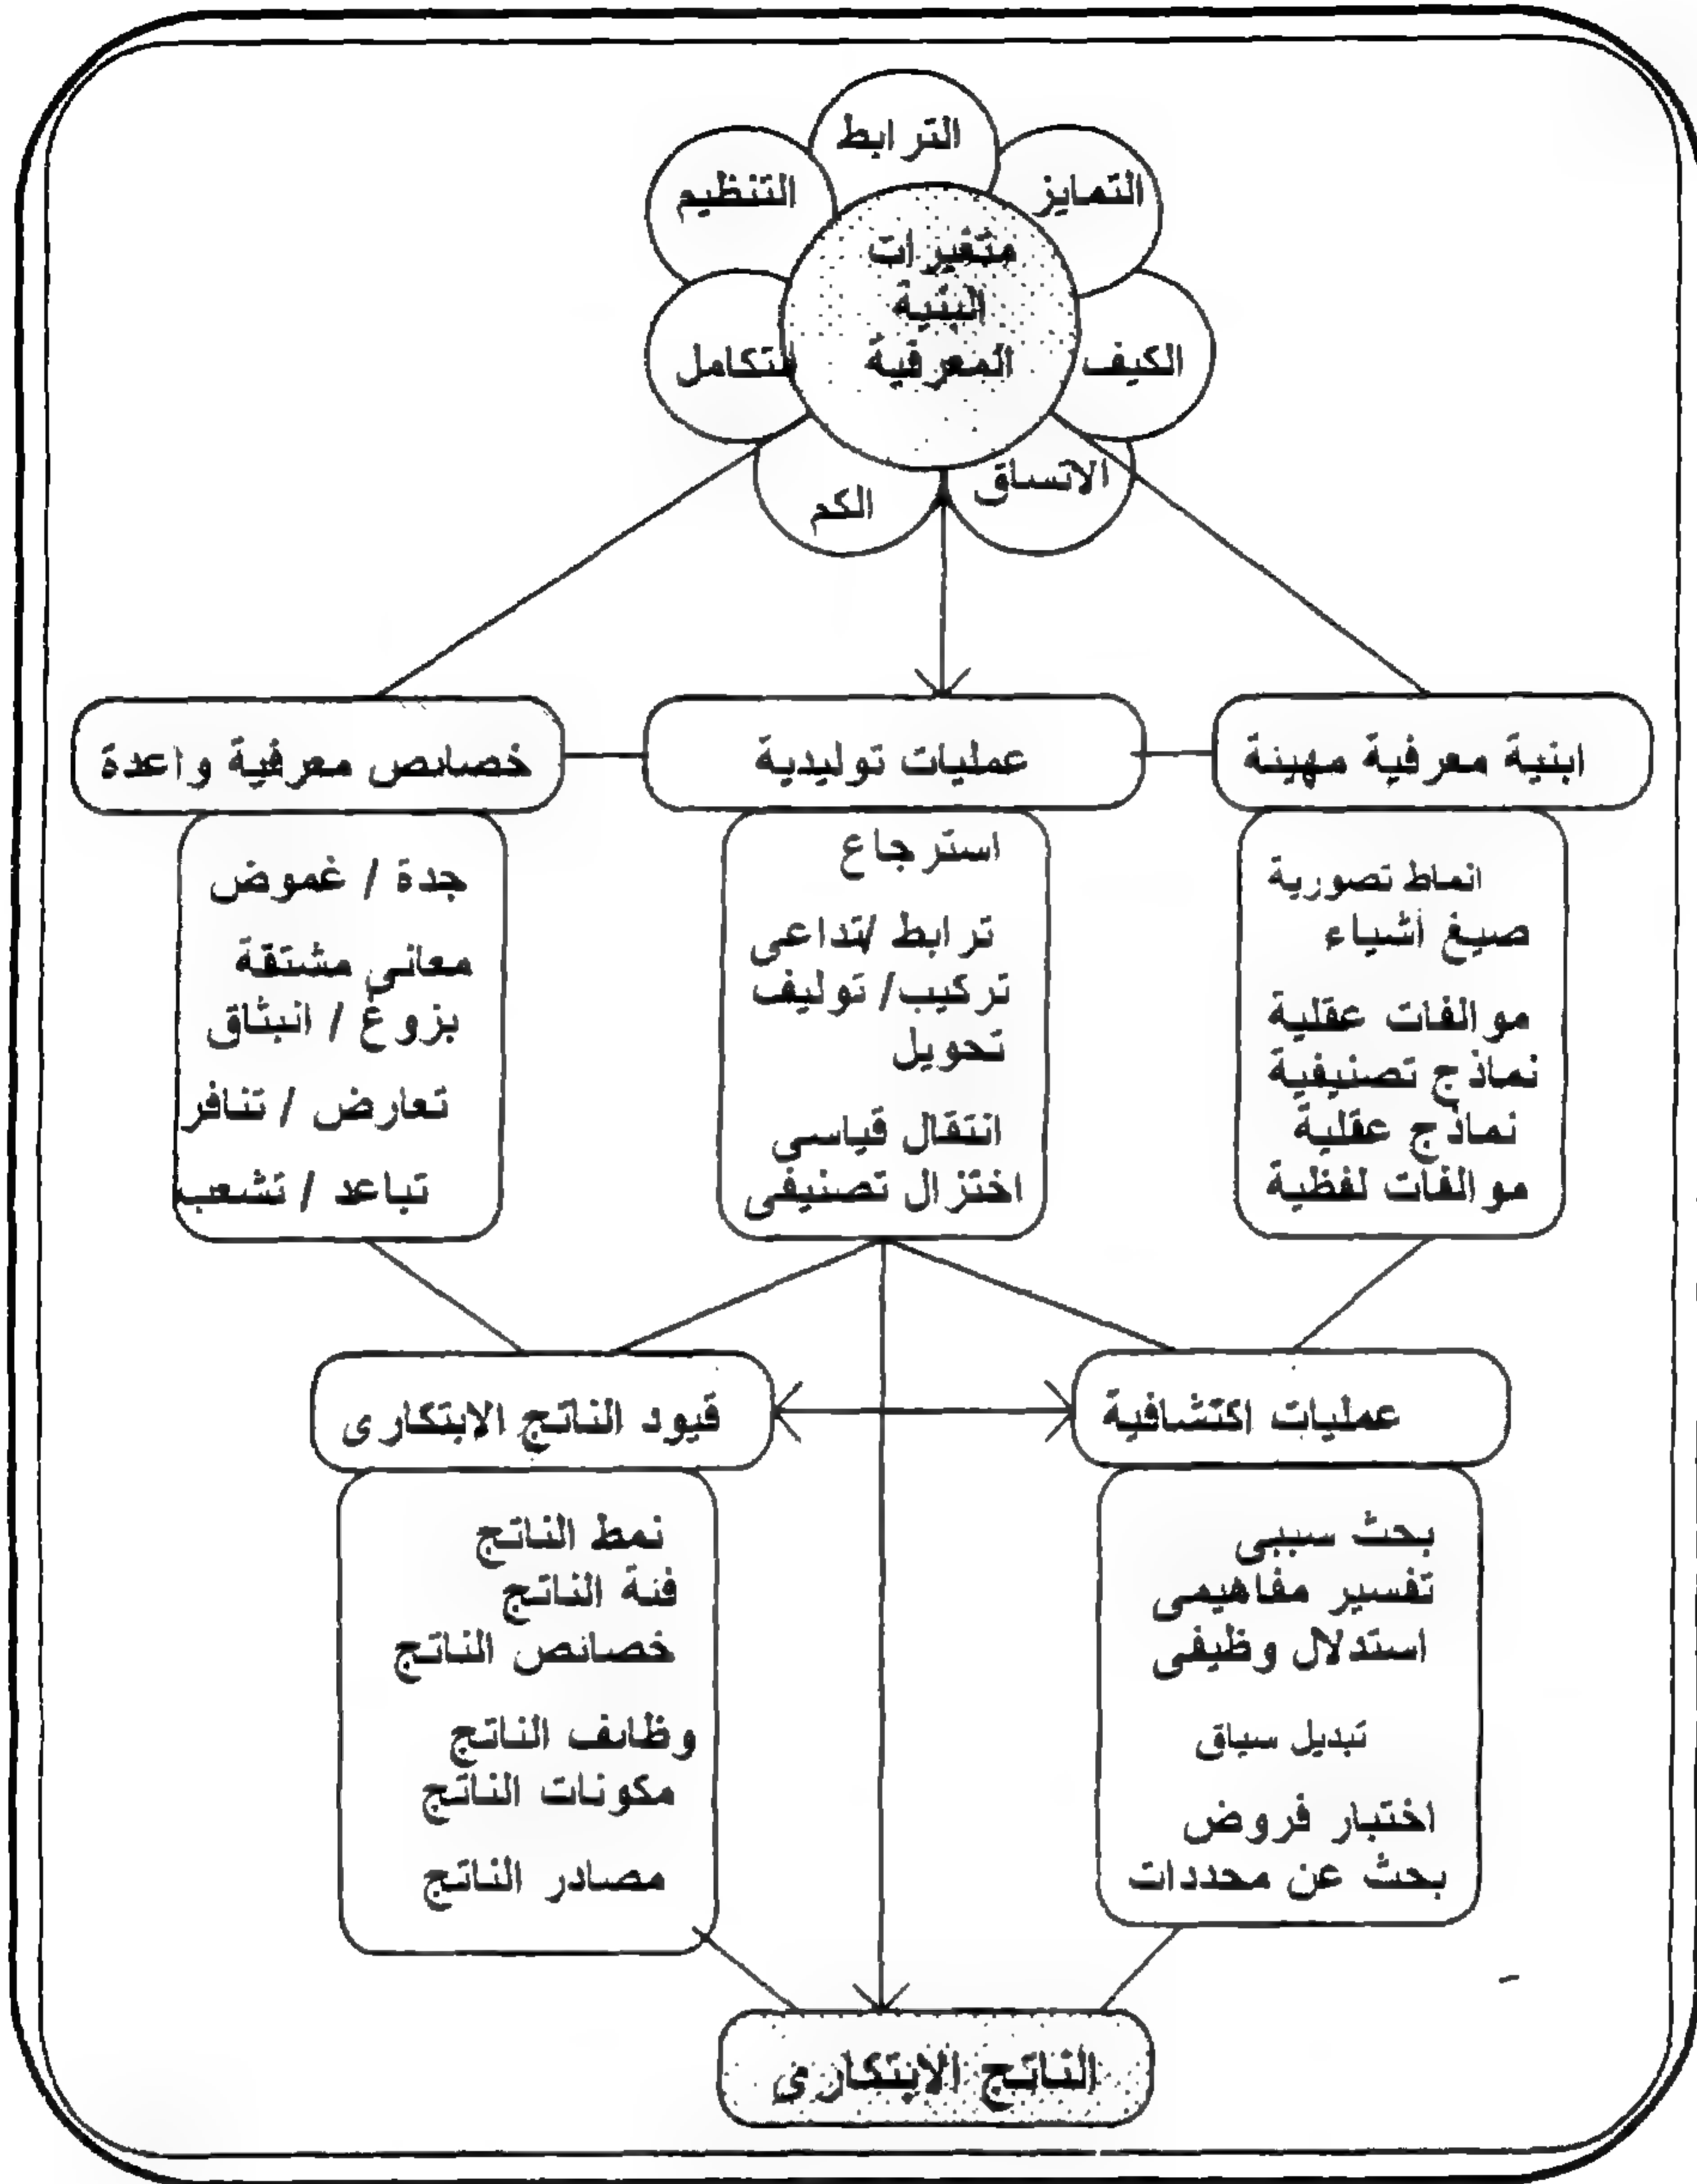 الترابط
التمايز
التنظيم
متغيرات
البنية
المعرفية
الكيف
التكامل
الاتساق
الكم
ابنية معرفية مهينة
عمليات توليدية
خصائص معرفية واعدة
انماط تصورية
صيغ أشياء
موالفات عقلية
نماذج تصنيفية
نماذج عقلية
موالفات لفظية
استرجاع
ترابط /تداعى
تركيب/ توليف
تحويل
انتقال قياسى
اختزال تصنيفى
جدة / غموض
معانى مشتقة
بزوغ / انبثاق
تعارض / تنافر
تباعد / تشعب
عمليات اكتشافية
قيود الناتج الابتكارى
بحث سببى
تفسير مفاهيمى
استدلال وظيفى
تبديل سياق
اختبار فروض
بحث عن محددات
نمط الناتج
فئة الناتج
خصائص الناتج
وظائف الناتج
مكونات الناتج
مصادر الناتج
الناتج الابتكارى